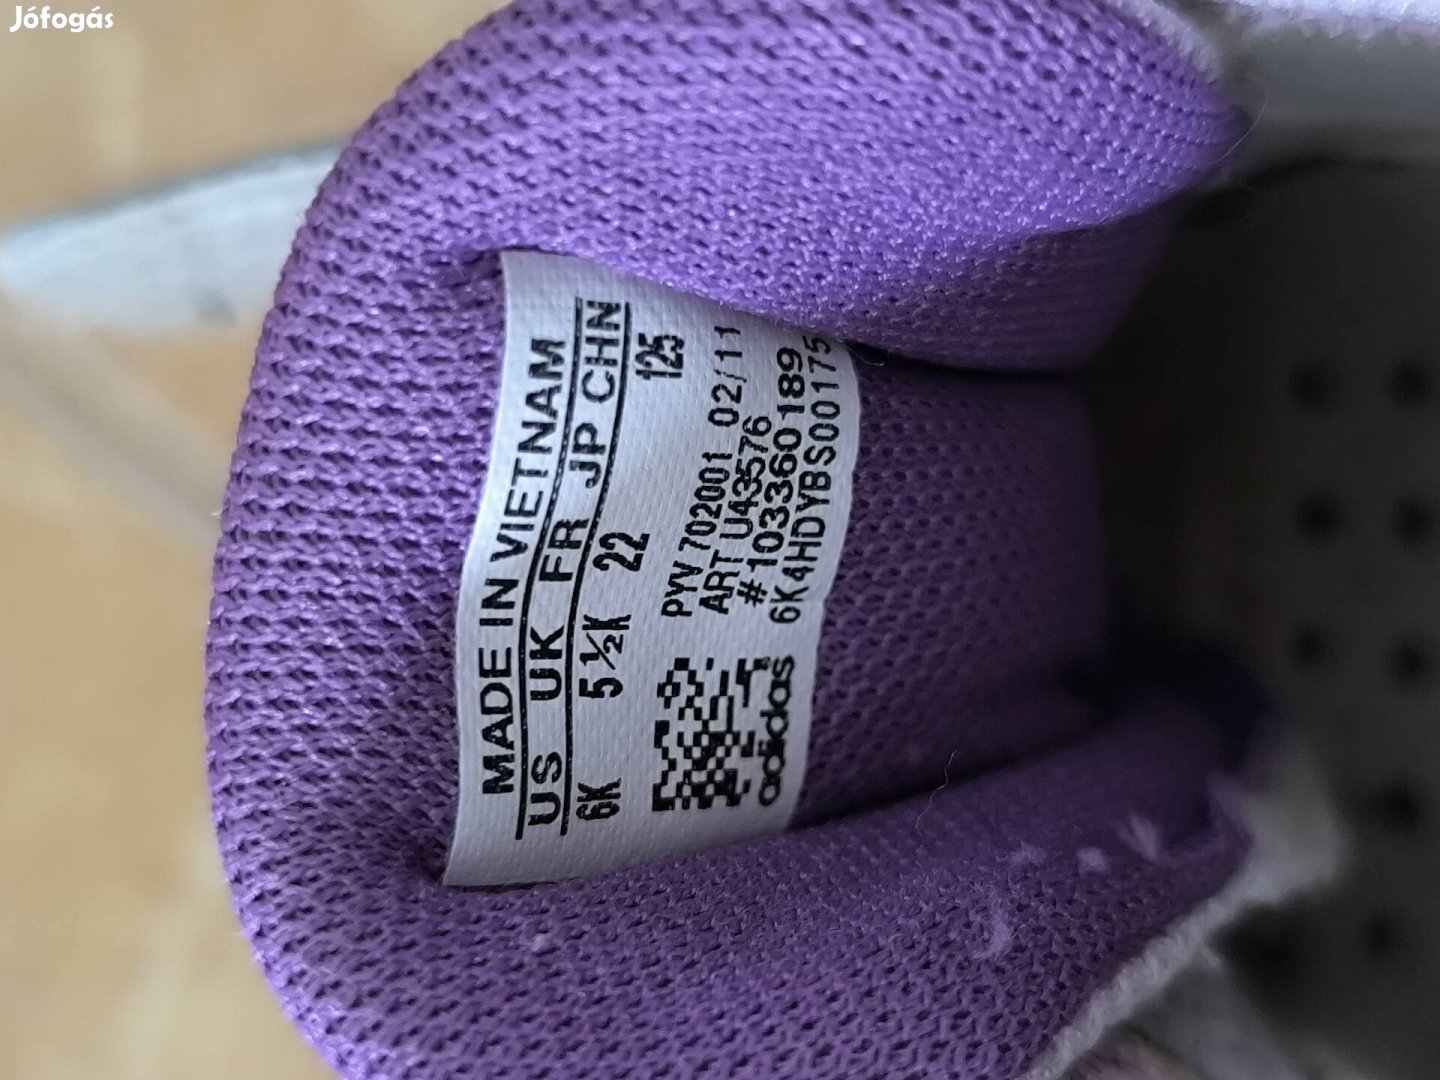 Jófogás
MADE IN VIETNAM
US UK FR JP CHN
6K 5½K 22 125
PYV 702001 02/11
ART U43576
#103360189
6K4HDYBS00175
adidas